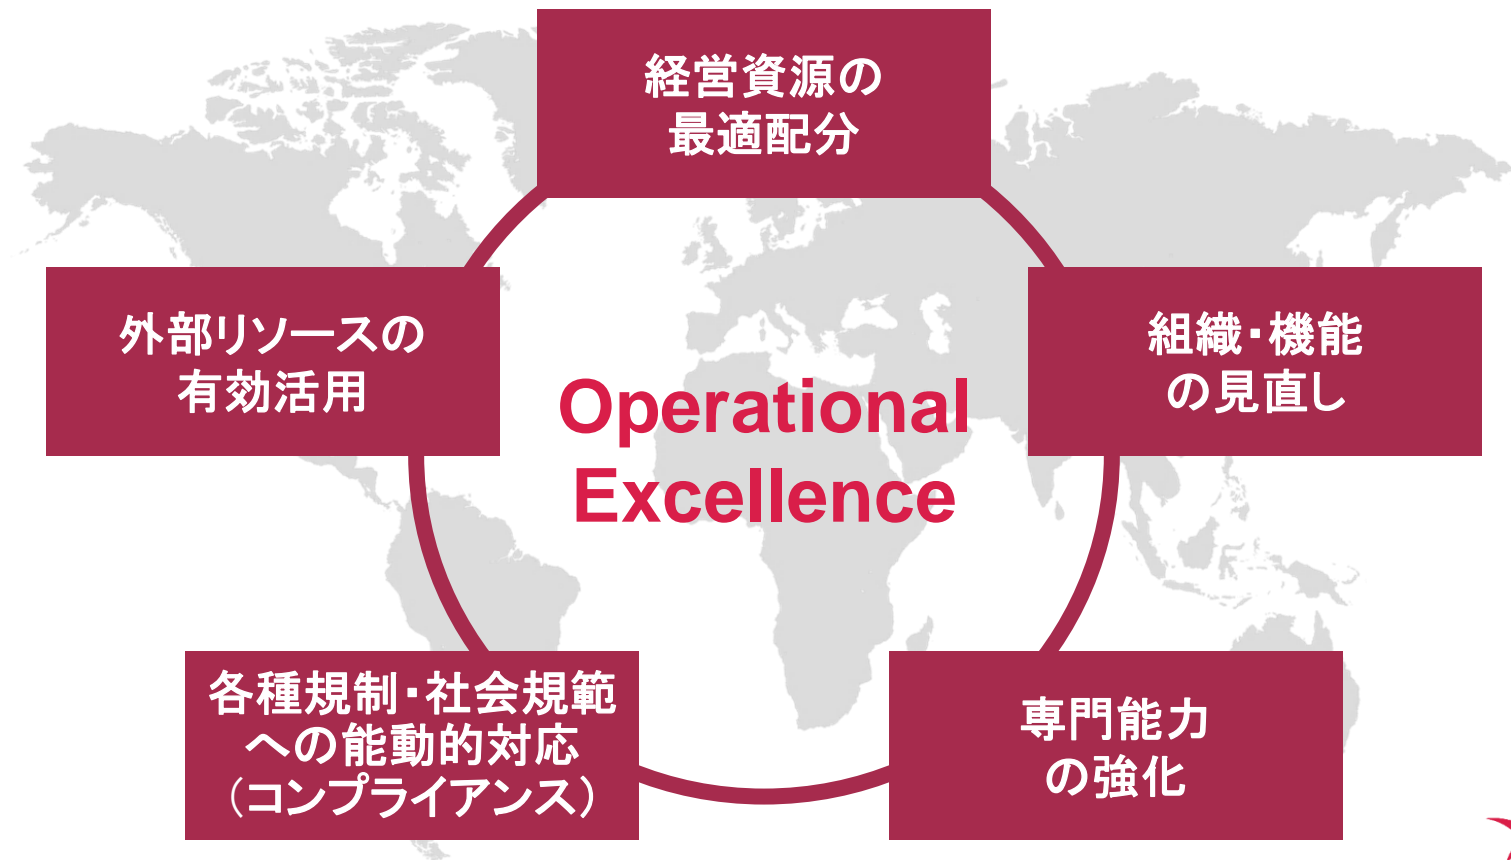 経営資源の
最適配分
外部リソースの
有効活用
組織・機能
の見直し
Operational
Excellence
各種規制・社会規範
への能動的対応
（コンプライアンス）
専門能力
の強化